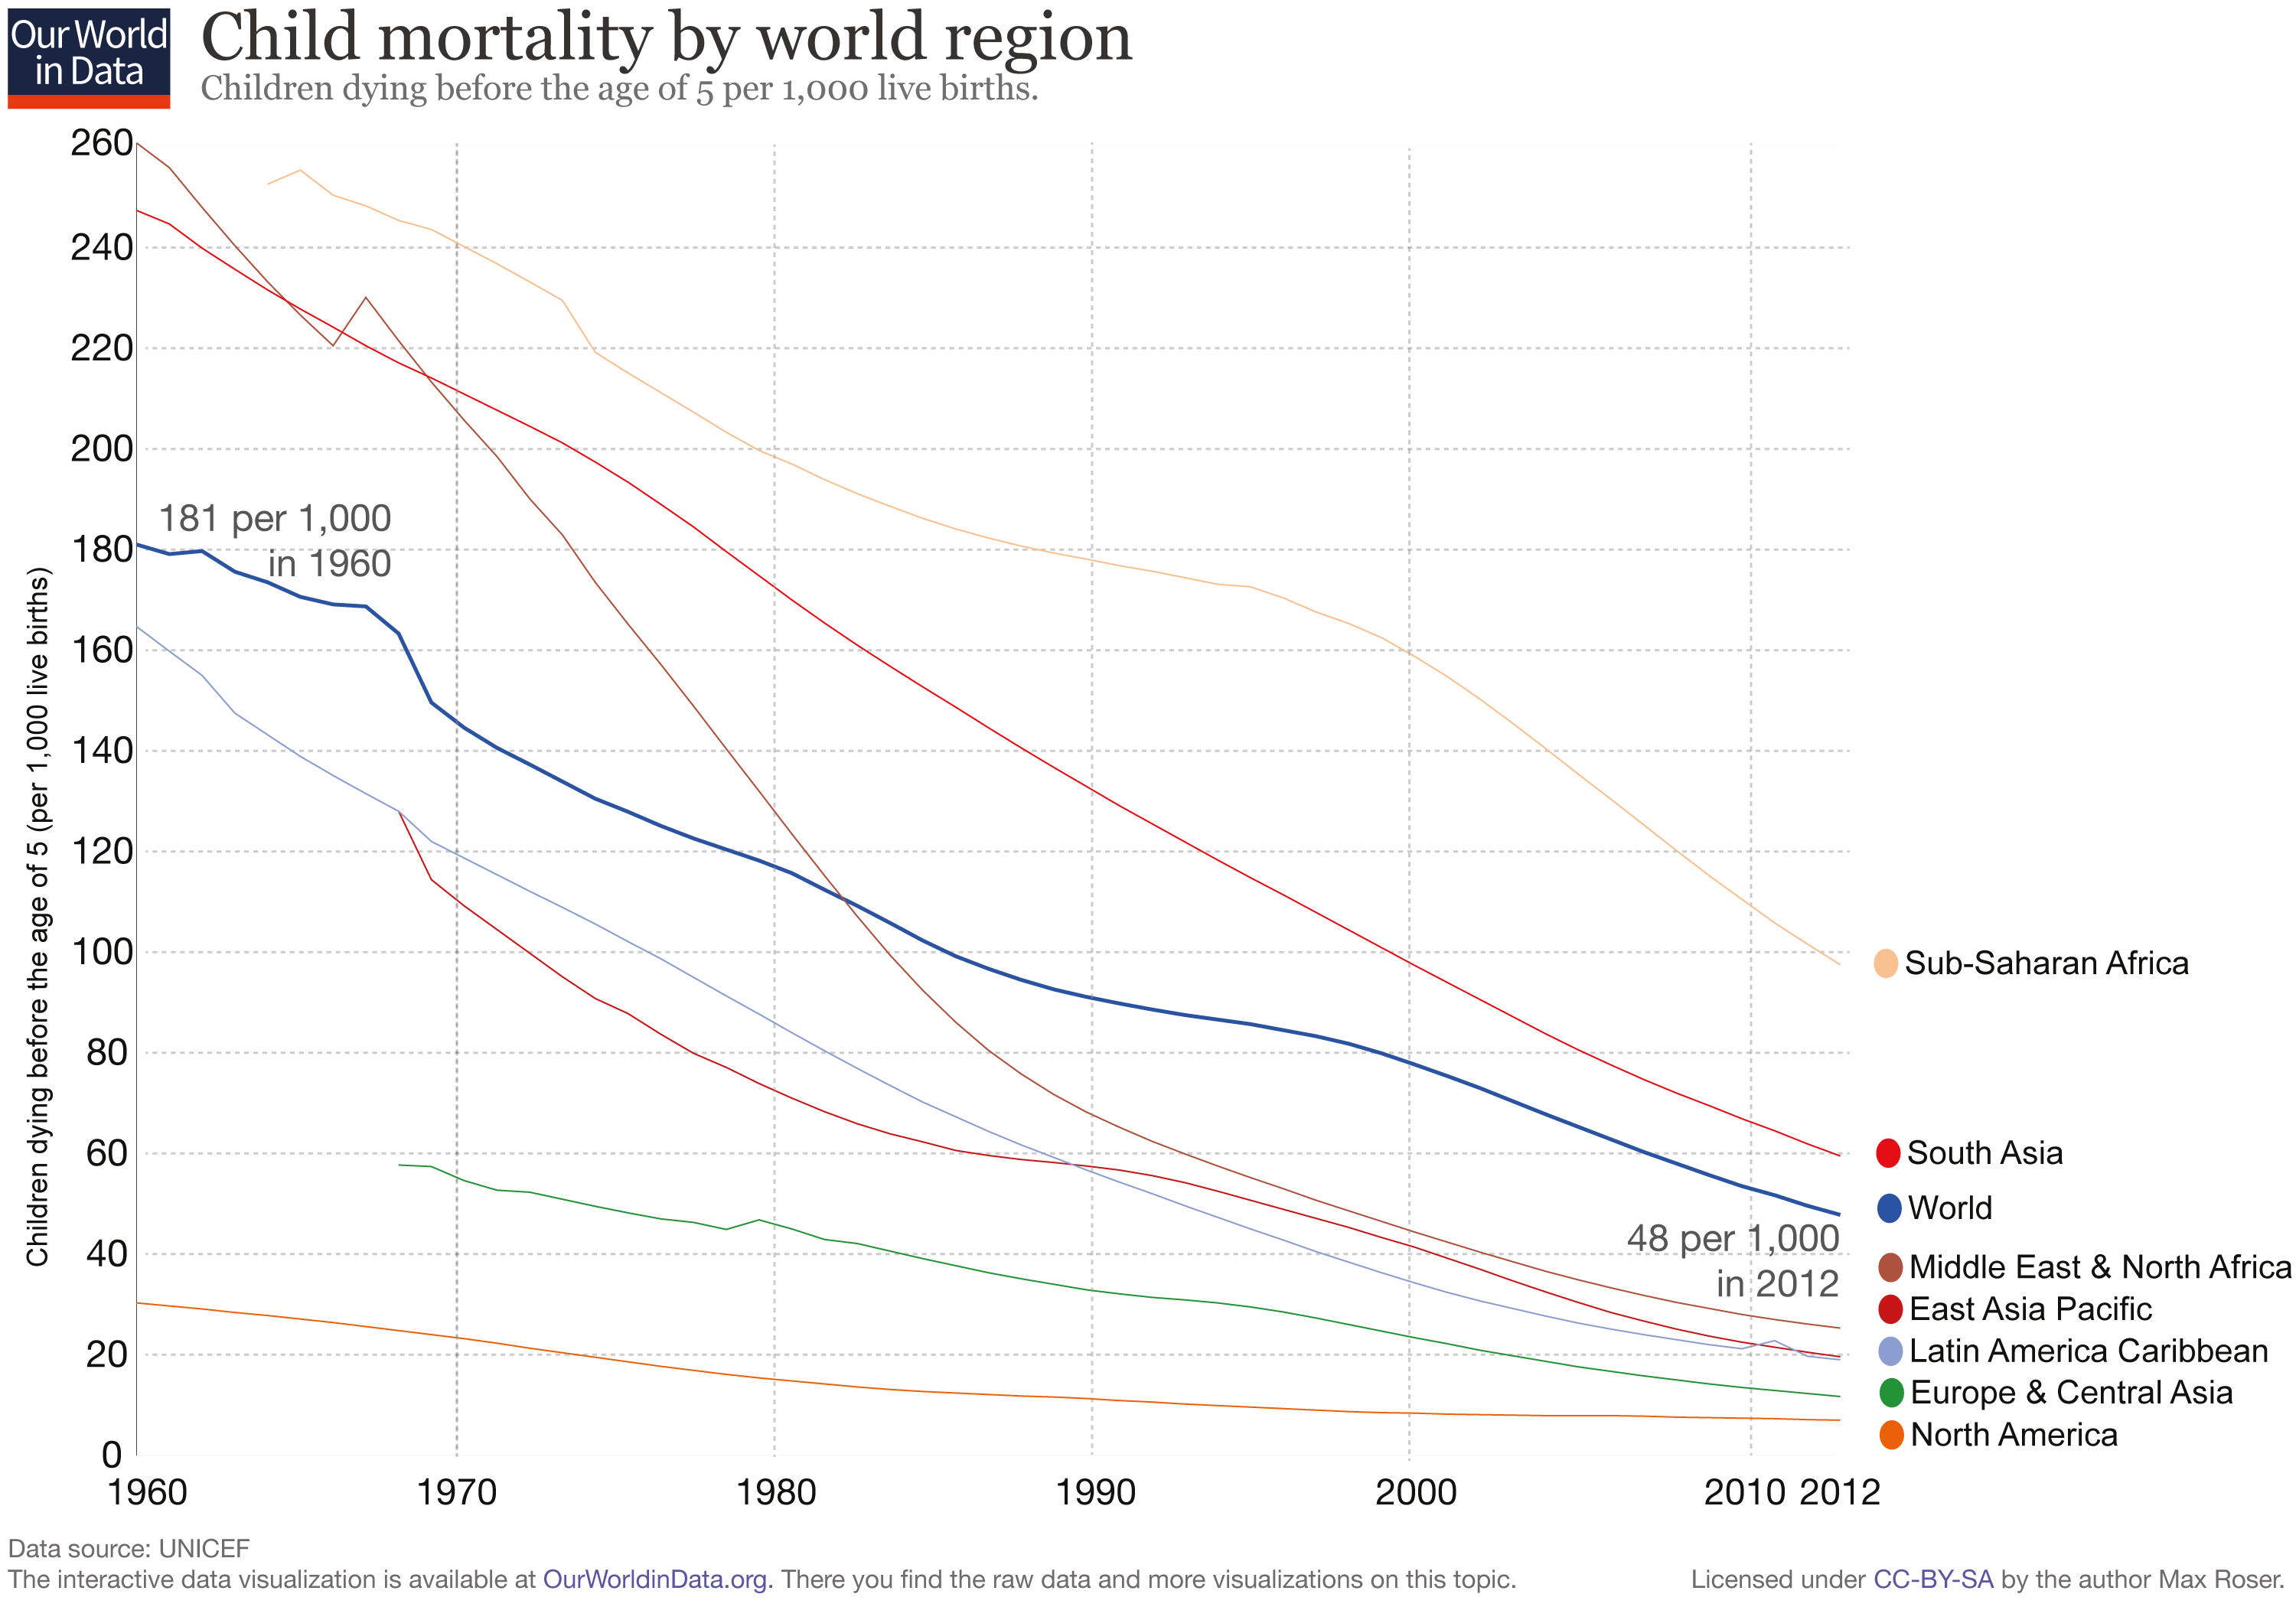 Our World
in Data
Child mortality by world region
Children dying before the age of 5 per 1,000 live births.
Children dying before the age of 5 (per 1,000 live births)
260
240
220
200
180
160
140
120
100
80
60
40
20
0
181 per 1,000
in 1960
48 per 1,000
in 2012
Sub-Saharan Africa
South Asia
World
Middle East & North Africa
East Asia Pacific
Latin America Caribbean
Europe & Central Asia
North America
1960 1970 1980 1990 2000 2010 2012
Data source: UNICEF
The interactive data visualization is available at OurWorldinData.org. There you find the raw data and more visualizations on this topic.
Licensed under CC-BY-SA by the author Max Roser.